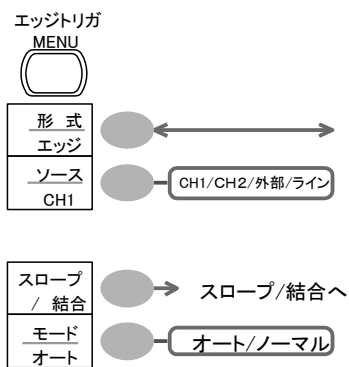 エッジトリガ
MENU
形 式
エッジ
ソース
CH1
CH1/CH2/外部/ライン
スロープ
/ 結合
スロープ/結合へ
モード
オート
オート/ノーマル